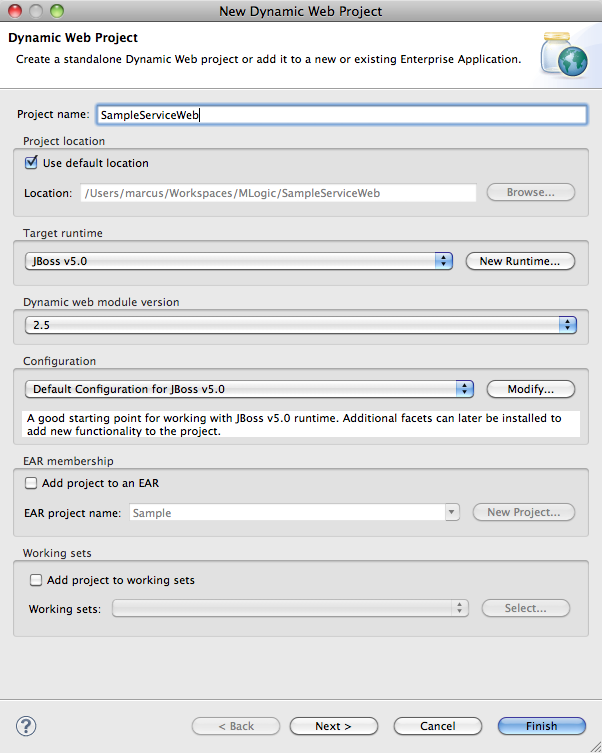 New Dynamic Web Project
Dynamic Web Project
Create a standalone Dynamic Web project or add it to a new or existing Enterprise Application.
Project name: SampleServiceWeb
Project location
Use default location
Location: /Users/marcus/Workspaces/MLogic/SampleServiceWeb Browse...
Target runtime
JBoss v5.0 New Runtime...
Dynamic web module version
2.5
Configuration
Default Configuration for JBoss v5.0 Modify...
A good starting point for working with JBoss v5.0 runtime. Additional facets can later be installed to
add new functionality to the project.
EAR membership
Add project to an EAR
EAR project name: Sample New Project...
Working sets
Add project to working sets
Working sets: Select...
? < Back Next > Cancel Finish